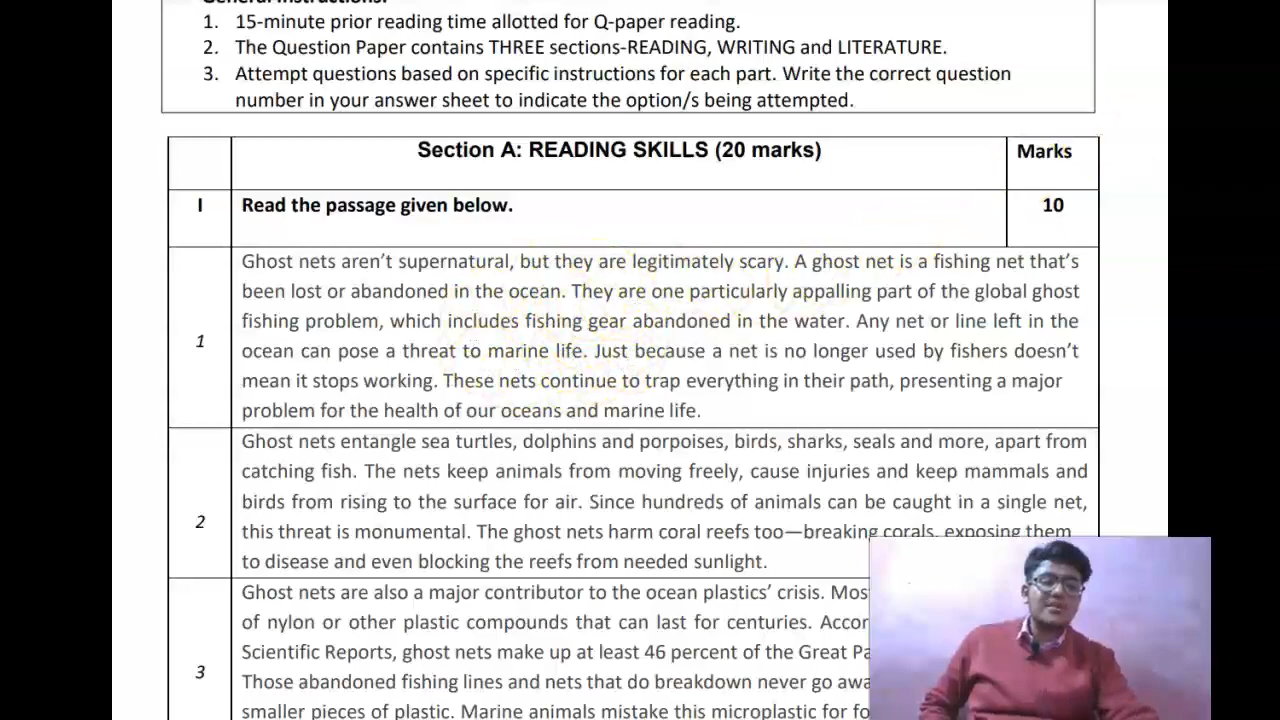 1. 15-minute prior reading time allotted for Q-paper reading.
2. The Question Paper contains THREE sections-READING, WRITING and LITERATURE.
3. Attempt questions based on specific instructions for each part. Write the correct question
number in your answer sheet to indicate the option/s being attempted.
Section A: READING SKILLS (20 marks) Marks
I Read the passage given below. 10
1
Ghost nets aren't supernatural, but they are legitimately scary. A ghost net is a fishing net that's
been lost or abandoned in the ocean. They are one particularly appalling part of the global ghost
fishing problem, which includes fishing gear abandoned in the water. Any net or line left in the
ocean can pose a threat to marine life. Just because a net is no longer used by fishers doesn't
mean it stops working. These nets continue to trap everything in their path, presenting a major
problem for the health of our oceans and marine life.
2
Ghost nets entangle sea turtles, dolphins and porpoises, birds, sharks, seals and more, apart from
catching fish. The nets keep animals from moving freely, cause injuries and keep mammals and
birds from rising to the surface for air. Since hundreds of animals can be caught in a single net,
this threat is monumental. The ghost nets harm coral reefs too—breaking corals, exposing them
to disease and even blocking the reefs from needed sunlight.
3
Ghost nets are also a major contributor to the ocean plastics' crisis.
of nylon or other plastic compounds that can last for centuries.
Scientific Reports, ghost nets make up at least 46 percent of the Great
Those abandoned fishing lines and nets that do breakdown never go
smaller pieces of plastic. Marine animals mistake this microplastic for